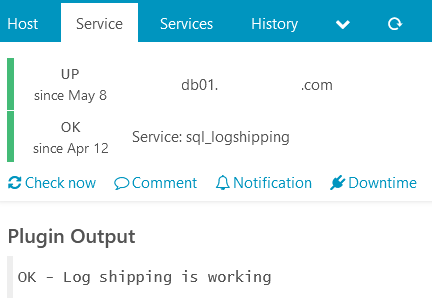 Host Service Services History
UP
since May 8
db01. .com
OK
since Apr 12
Service: sql_logshipping
Check now Comment Notification Downtime
Plugin Output
OK - Log shipping is working